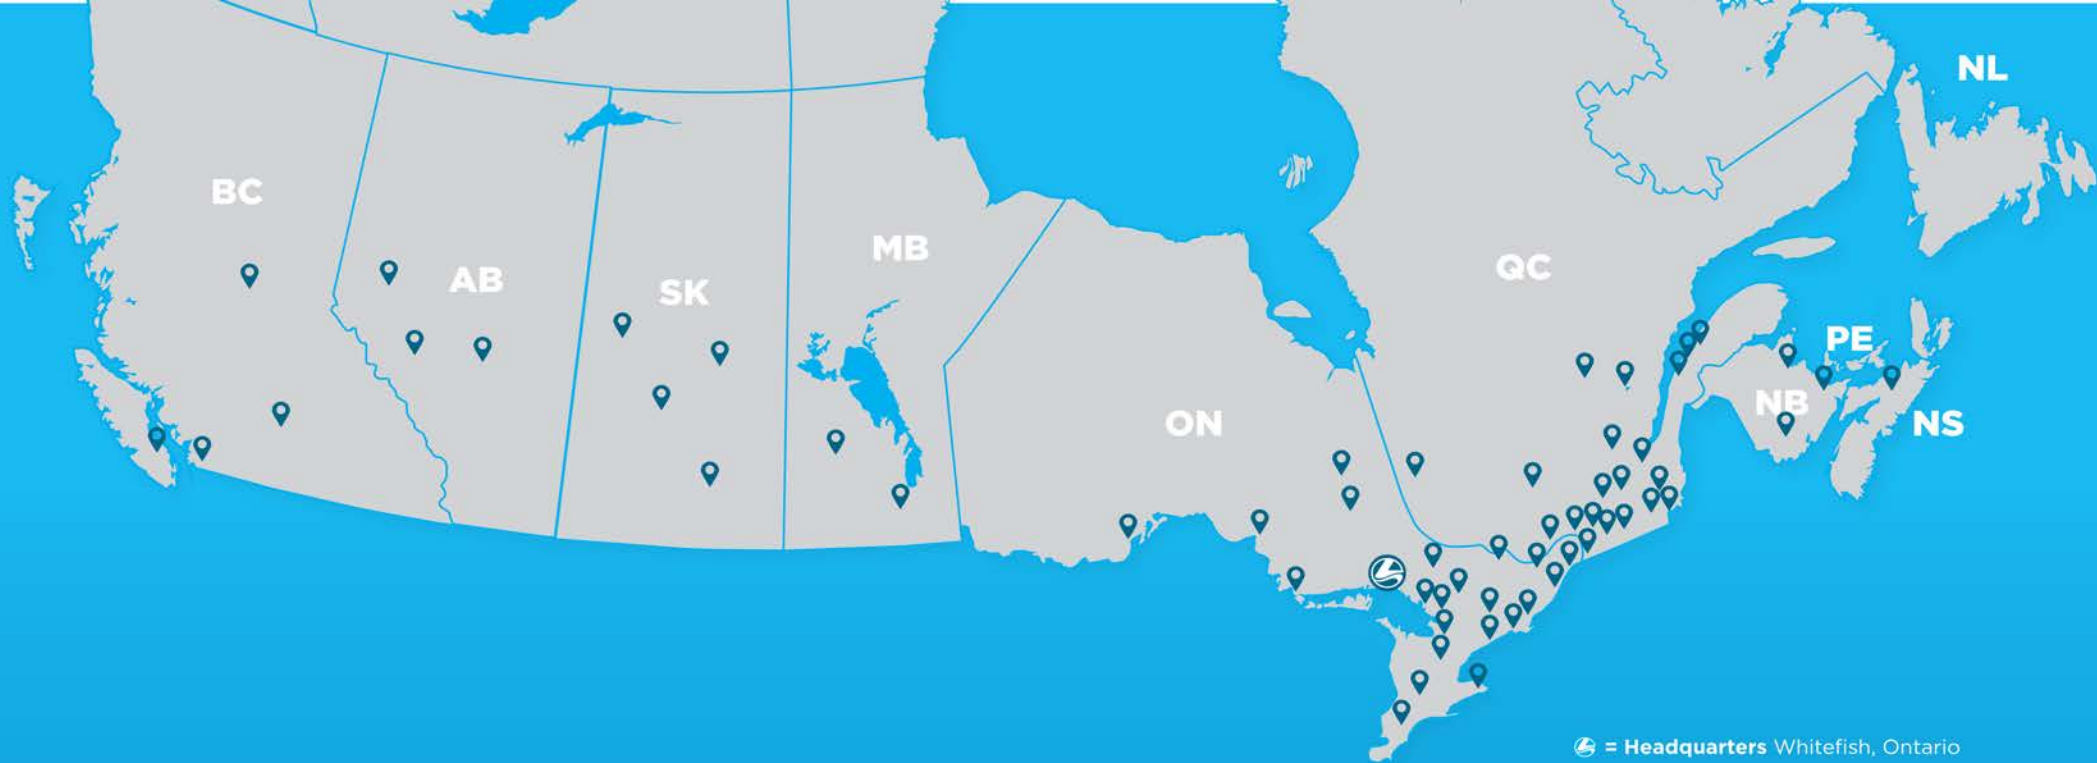 NL
BC
MB
AB
SK
QC
PE
NB
ON
NS
= Headquarters Whitefish, Ontario